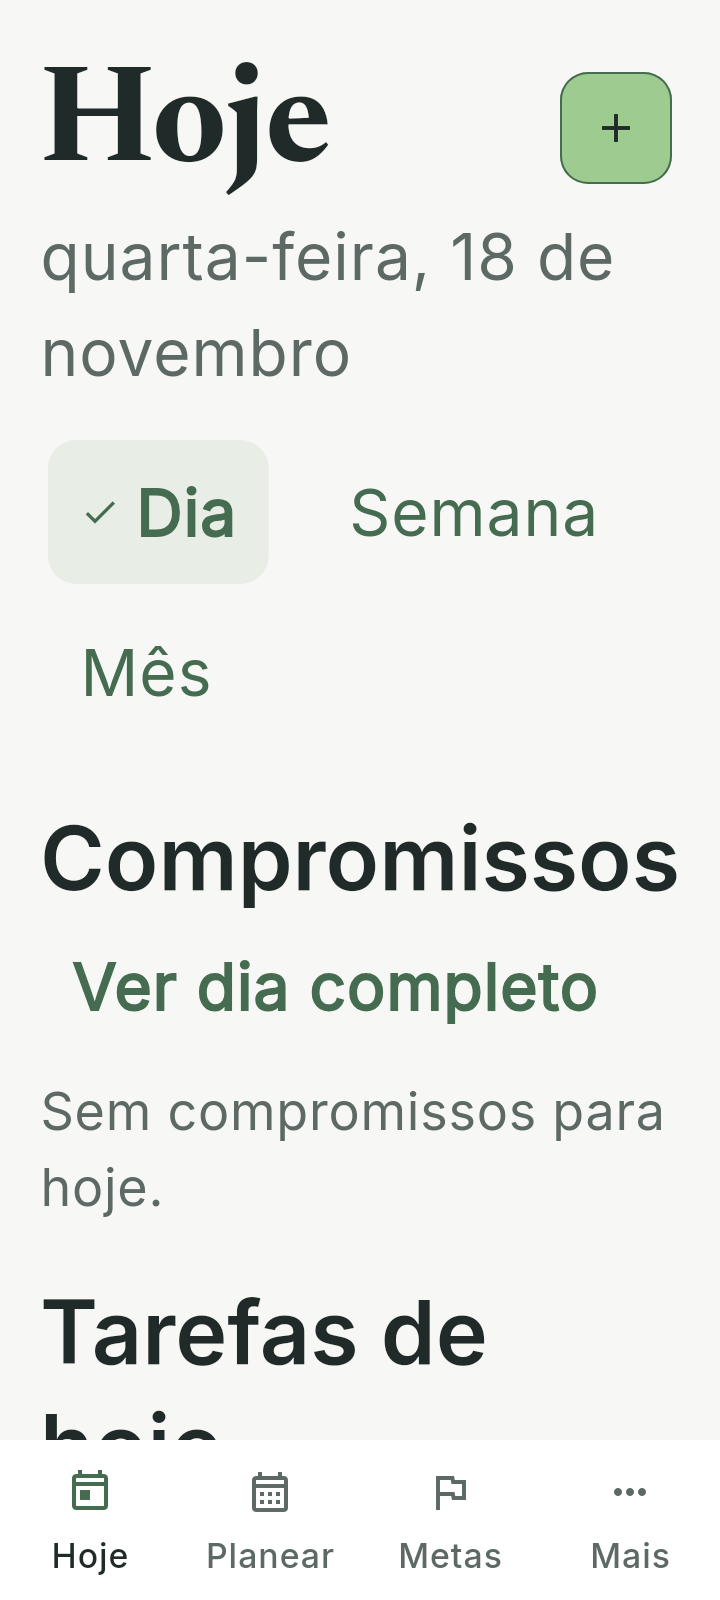 Hoje
+
quarta-feira, 18 de
novembro
Dia
Semana
Mês
Compromissos
Ver dia completo
Sem compromissos para
hoje.
Tarefas de
hoje
Hoje
Planear
Metas
Mais